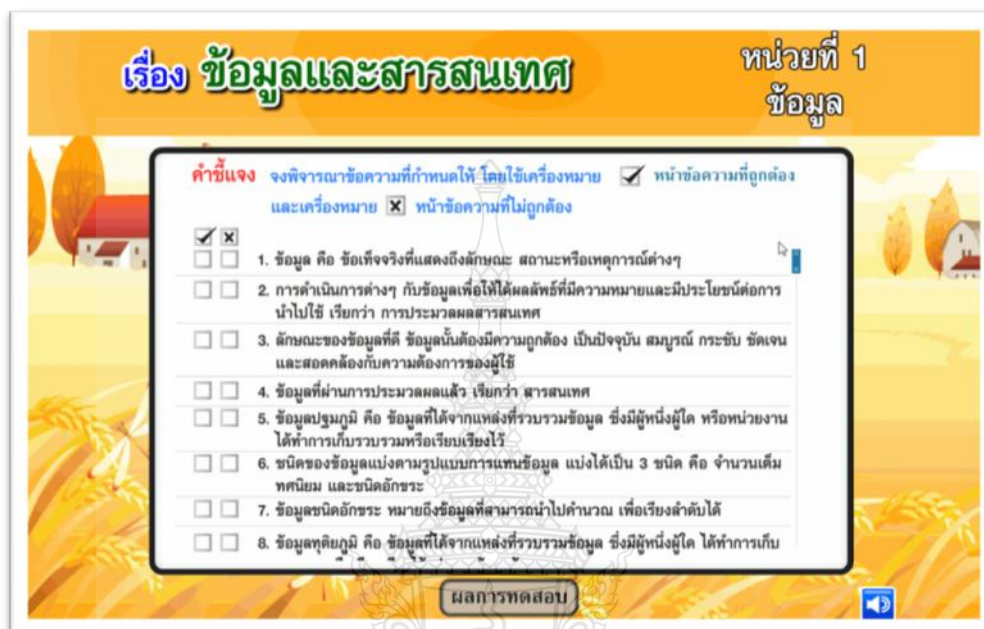 เรื่อง ข้อมูลและสารสนเทศ
หน่วยที่ 1
ข้อมูล
คำชี้แจง จงพิจารณาข้อความที่กำหนดให้ โดยใช้เครื่องหมาย หน้าข้อความที่ถูกต้อง
และเครื่องหมาย หน้าข้อความที่ไม่ถูกต้อง
1. ข้อมูล คือ ข้อเท็จจริงที่แสดงถึงลักษณะ สถานะหรือเหตุการณ์ต่างๆ
2. การดำเนินการต่างๆ กับข้อมูลเพื่อให้ได้ผลลัพธ์ที่มีความหมายและมีประโยชน์ต่อการ
นำไปใช้ เรียกว่า การประมวลผลสารสนเทศ
3. ลักษณะของข้อมูลที่ดี ข้อมูลนั้นต้องมีความถูกต้อง เป็นปัจจุบัน สมบูรณ์ กระชับ ชัดเจน
และสอดคล้องกับความต้องการของผู้ใช้
4. ข้อมูลที่ผ่านการประมวลผลแล้ว เรียกว่า สารสนเทศ
5. ข้อมูลปฐมภูมิ คือ ข้อมูลที่ได้จากแหล่งที่รวบรวมข้อมูล ซึ่งมีผู้หนึ่งผู้ใด หรือหน่วยงาน
ได้ทำการเก็บรวบรวมหรือเรียบเรียงไว้
6. ชนิดของข้อมูลแบ่งตามรูปแบบการแทนข้อมูล แบ่งได้เป็น 3 ชนิด คือ จำนวนเต็ม
ทศนิยม และชนิดอักขระ
7. ข้อมูลชนิดอักขระ หมายถึงข้อมูลที่สามารถนำไปคำนวณ เพื่อเรียงลำดับได้
8. ข้อมูลทุติยภูมิ คือ ข้อมูลที่ได้จากแหล่งที่รวบรวมข้อมูล ซึ่งมีผู้หนึ่งผู้ใด ได้ทำการเก็บ
ผลการทดสอบ